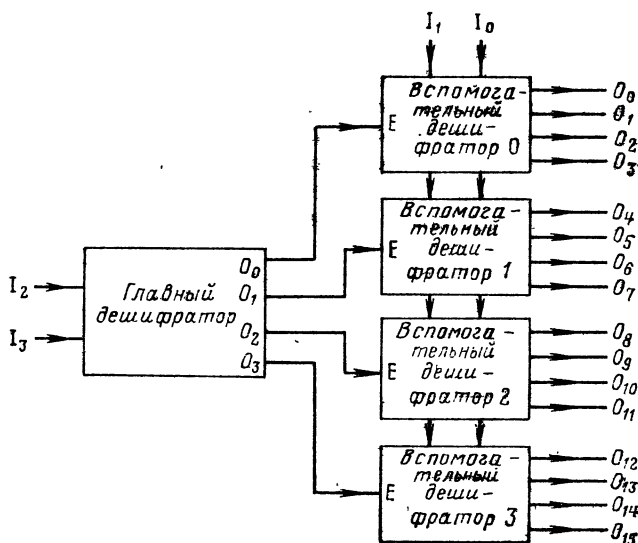 I₁ I₀
Вспомога-
тельный
E деши-
фратор 0
O₀
O₁
O₂
O₃
Вспомога-
тельный
E деши-
фратор 1
O₄
O₅
O₆
O₇
I₂
I₃
Главный
дешифратор
O₀
O₁
O₂
O₃
Вспомога-
тельный
E деши-
фратор 2
O₈
O₉
O₁₀
O₁₁
Вспомога-
тельный
E деши-
фратор 3
O₁₂
O₁₃
O₁₄
O₁₅